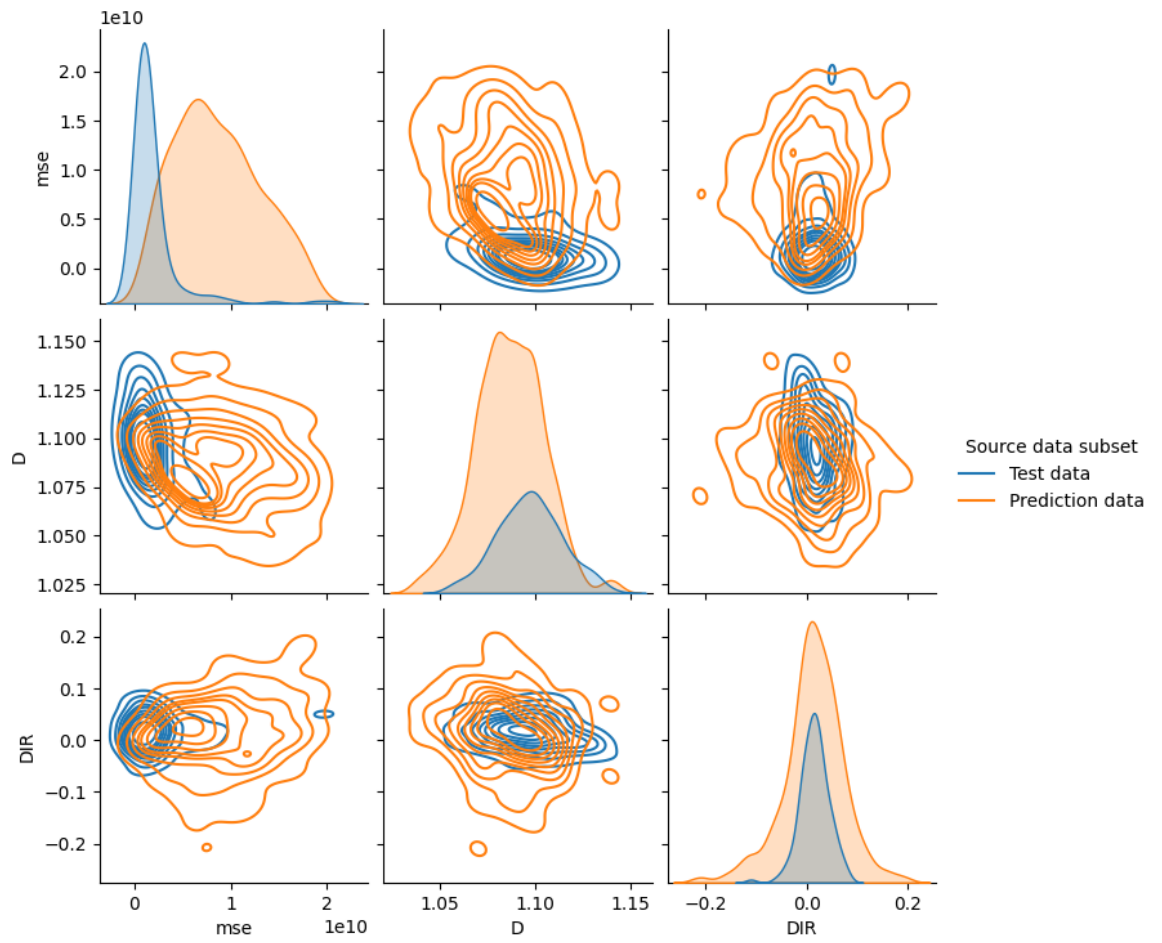 1e10
2.0
1.5
1.0
0.5
0.0
mse
1.150
1.125
1.100
1.075
1.050
1.025
D
Source data subset
Test data
Prediction data
0.2
0.1
0.0
−0.1
−0.2
DIR
0 1 2
1e10
mse
1.05 1.10 1.15
D
−0.2 0.0 0.2
DIR